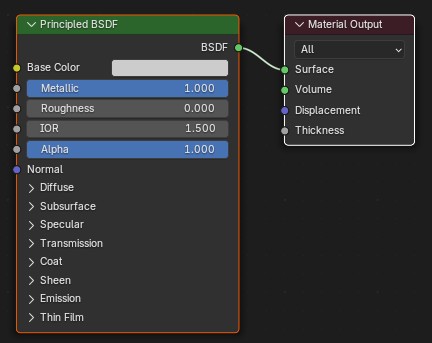 Principled BSDF
BSDF
Base Color
Metallic 1.000
Roughness 0.000
IOR 1.500
Alpha 1.000
Normal
Diffuse
Subsurface
Specular
Transmission
Coat
Sheen
Emission
Thin Film
Material Output
All
Surface
Volume
Displacement
Thickness